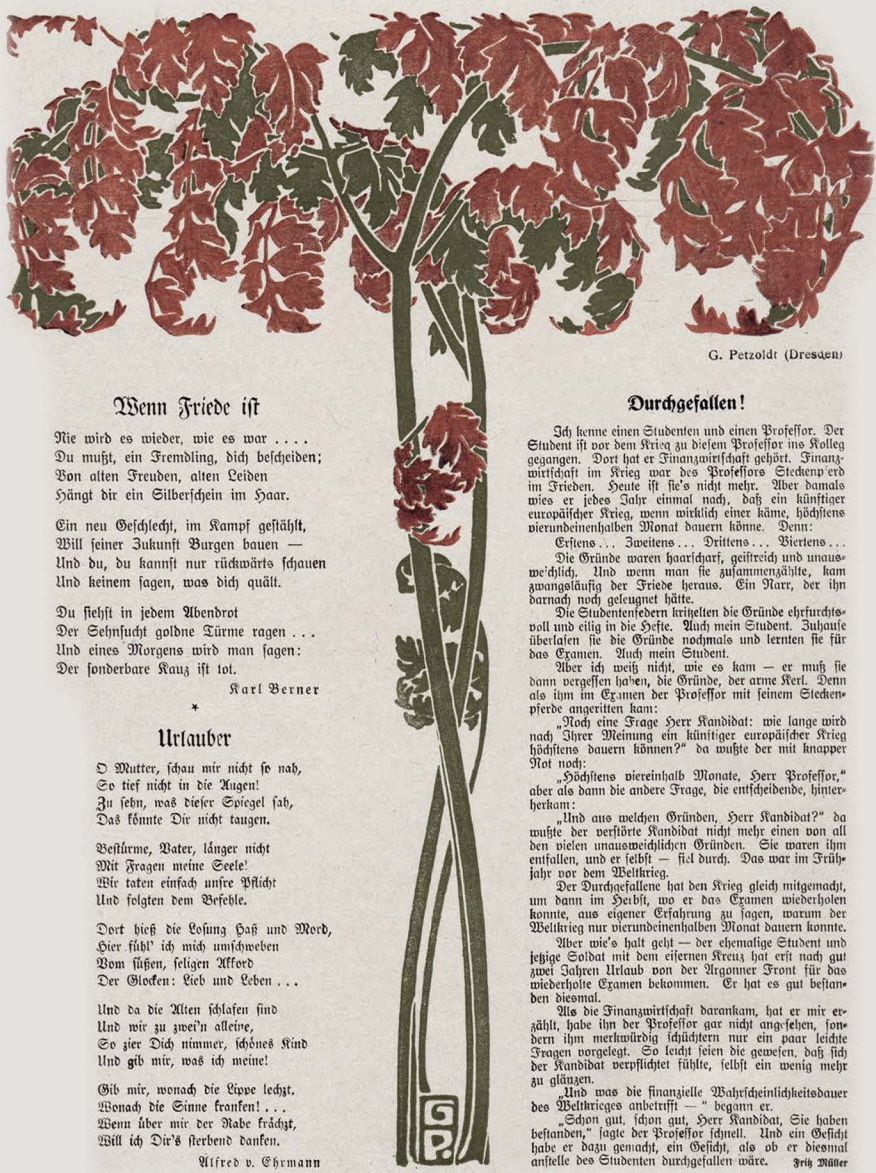 G. Petzoldt (Dresden)
Wenn Friede ist
Nie wird es wieder, wie es war ....
Du mußt, ein Fremdling, dich bescheiden;
Von alten Freuden, alten Leiden
Hängt dir ein Silberschein im Haar.
Ein neu Geschlecht, im Kampf gestählt,
Will seiner Zukunft Burgen bauen —
Und du, du kannst nur rückwärts schauen
Und keinem sagen, was dich quält.
Du siehst in jedem Abendrot
Der Sehnsucht goldne Türme ragen ...
Und eines Morgens wird man sagen:
Der sonderbare Kauz ist tot.
Karl Berner
*
Urlauber
O Mutter, schau mir nicht so nah,
So tief nicht in die Augen!
Zu sehn, was dieser Spiegel sah,
Das könnte Dir nicht taugen.
Bestürme, Vater, länger nicht
Mit Fragen meine Seele!
Wir taten einfach unsre Pflicht
Und folgten dem Befehle.
Dort hieß die Losung Haß und Mord,
Hier fühl' ich mich umschweben
Vom süßen, seligen Akkord
Der Glocken: Lieb und Leben ...
Und da die Alten schlafen sind
Und wir zu zwei'n alleine,
So zier Dich nimmer, schönes Kind
Und gib mir, was ich meine!
Gib mir, wonach die Lippe lechzt,
Wonach die Sinne kranken! ...
Wenn über mir der Rabe krächzt,
Will ich Dir's sterbend danken.
Alfred v. Ehrmann
Durchgefallen!
Ich kenne einen Studenten und einen Professor. Der
Student ist vor dem Krieg zu diesem Professor ins Kolleg
gegangen. Dort hat er Finanzwirtschaft gehört. Finanz-
wirtschaft im Krieg war des Professors Steckenpferd
im Frieden. Heute ist sie's nicht mehr. Aber damals
wies er jedes Jahr einmal nach, daß ein künftiger
europäischer Krieg, wenn wirklich einer käme, höchstens
vierundeinenhalben Monat dauern könne. Denn:
Erstens ... Zweitens ... Drittens ... Viertens ...
Die Gründe waren haarscharf, geistreich und unaus-
weichlich. Und wenn man sie zusammenzählte, kam
zwangsläufig der Friede heraus. Ein Narr, der ihn
darnach noch geleugnet hätte.
Die Studentenfedern kritzelten die Gründe ehrfurchts-
voll und eilig in die Hefte. Auch mein Student. Zuhause
überlasen sie die Gründe nochmals und lernten sie für
das Examen. Auch mein Student.
Aber ich weiß nicht, wie es kam — er muß sie
dann vergessen haben, die Gründe, der arme Kerl. Denn
als ihm im Examen der Professor mit seinem Stecken-
pferde angeritten kam:
„Noch eine Frage Herr Kandidat: wie lange wird
nach Ihrer Meinung ein künftiger europäischer Krieg
höchstens dauern können?“ da wußte der mit knapper
Not noch:
„Höchstens viereinhalb Monate, Herr Professor,“
aber als dann die andere Frage, die entscheidende, hinter-
herkam:
„Und aus welchen Gründen, Herr Kandidat?“ da
wußte der verstörte Kandidat nicht mehr einen von all
den vielen unausweichlichen Gründen. Sie waren ihm
entfallen, und er selbst — fiel durch. Das war im Früh-
jahr vor dem Weltkrieg.
Der Durchgefallene hat den Krieg gleich mitgemacht,
um dann im Herbst, wo er das Examen wiederholen
konnte, aus eigener Erfahrung zu sagen, warum der
Weltkrieg nur vierundeinenhalben Monat dauern konnte.
Aber wie's halt geht — der ehemalige Student und
jetzige Soldat mit dem eisernen Kreuz hat erst nach gut
zwei Jahren Urlaub von der Argonner Front für das
wiederholte Examen bekommen. Er hat es gut bestan-
den diesmal.
Als die Finanzwirtschaft darankam, hat er mir er-
zählt, habe ihn der Professor gar nicht angesehen, son-
dern ihm merkwürdig schüchtern nur ein paar leichte
Fragen vorgelegt. So leicht seien die gewesen, daß sich
der Kandidat verpflichtet fühlte, selbst ein wenig mehr
zu glänzen.
„Und was die finanzielle Wahrscheinlichkeitsdauer
des Weltkrieges anbetrifft — “ begann er.
„Schon gut, schon gut, Herr Kandidat, Sie haben
bestanden,“ sagte der Professor schnell. Und ein Gesicht
habe er dazu gemacht, ein Gesicht, als ob er diesmal
anstelle des Studenten durchgefallen wäre. Fritz Müller
G
P.